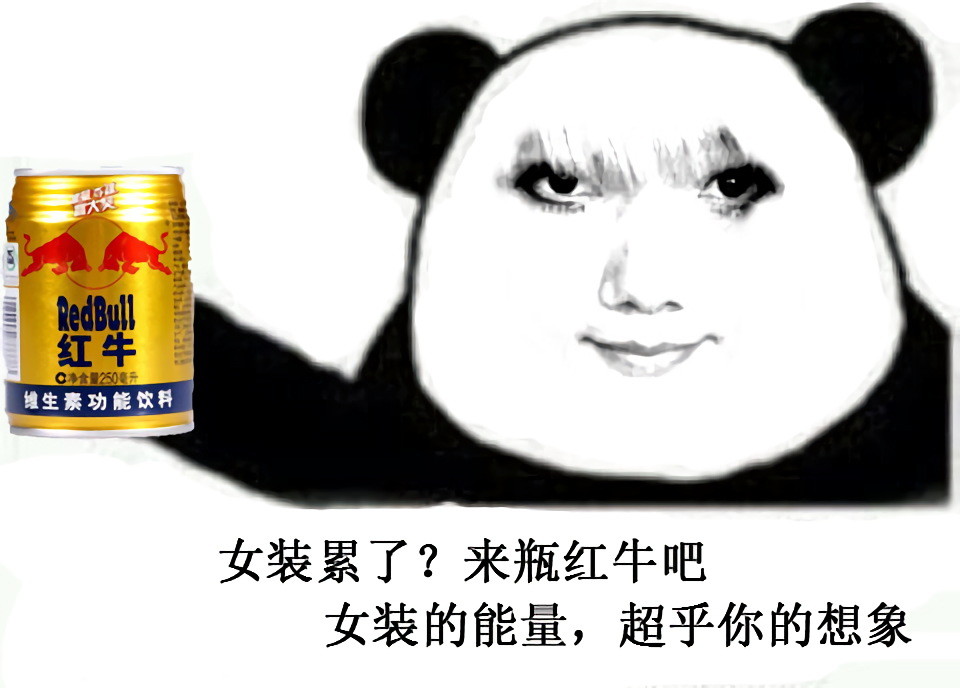 RedBull
红牛
净含量250毫升
维生素功能饮料
女装累了？来瓶红牛吧
女装的能量，超乎你的想象